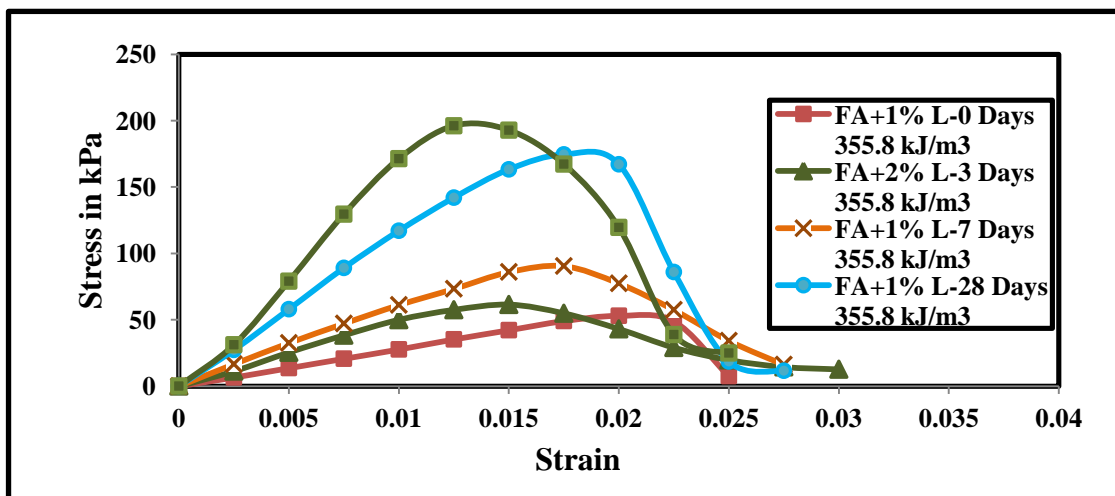 250
200
150
100
50
0
Stress in kPa
0 0.005 0.01 0.015 0.02 0.025 0.03 0.035 0.04
Strain
FA+1% L-0 Days
355.8 kJ/m3
FA+2% L-3 Days
355.8 kJ/m3
FA+1% L-7 Days
355.8 kJ/m3
FA+1% L-28 Days
355.8 kJ/m3